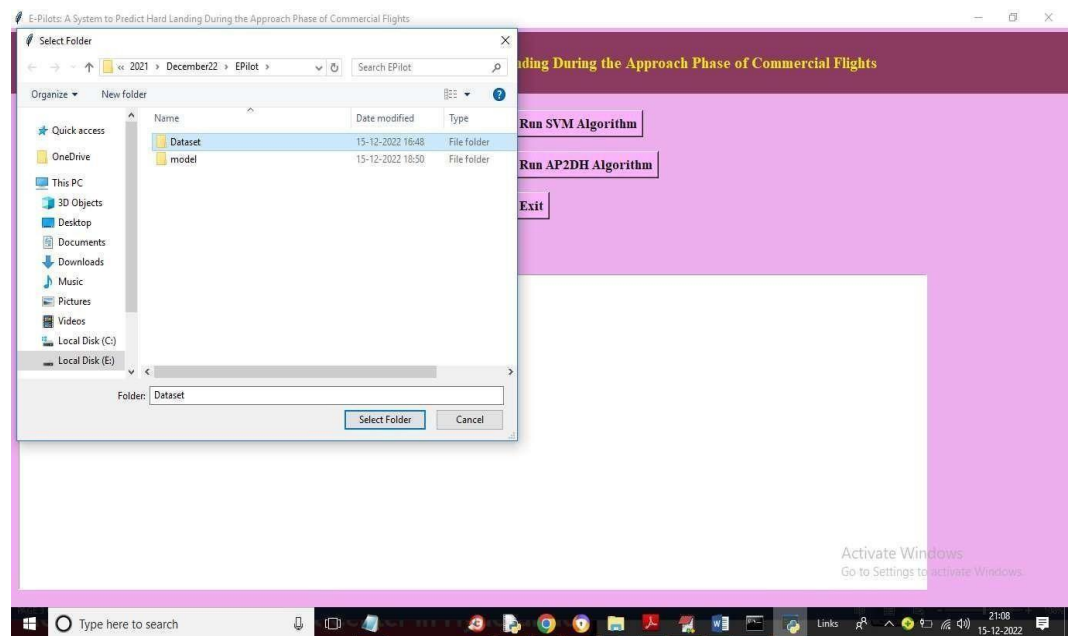 E-Pilots: A System to Predict Hard Landing During the Approach Phase of Commercial Flights
Select Folder
« 2021 › December22 › EPilot ›
Search EPilot
Organize
New folder
Name
Date modified
Type
Dataset
15-12-2022 16:48
File folder
model
15-12-2022 18:50
File folder
Quick access
OneDrive
This PC
3D Objects
Desktop
Documents
Downloads
Music
Pictures
Videos
Local Disk (C:)
Local Disk (E:)
Folder: Dataset
Select Folder
Cancel
nding During the Approach Phase of Commercial Flights
Run SVM Algorithm
Run AP2DH Algorithm
Exit
Activate Windows
Go to Settings to activate Windows.
Type here to search
Links
21:08
15-12-2022